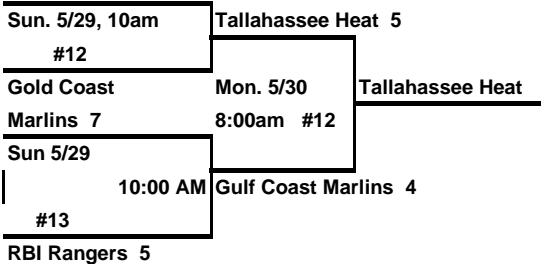 Sun. 5/29, 10am Tallahassee Heat 5
#12
Gold Coast Mon. 5/30 Tallahassee Heat
Marlins 7 8:00am #12
Sun 5/29
10:00 AM Gulf Coast Marlins 4
#13
RBI Rangers 5